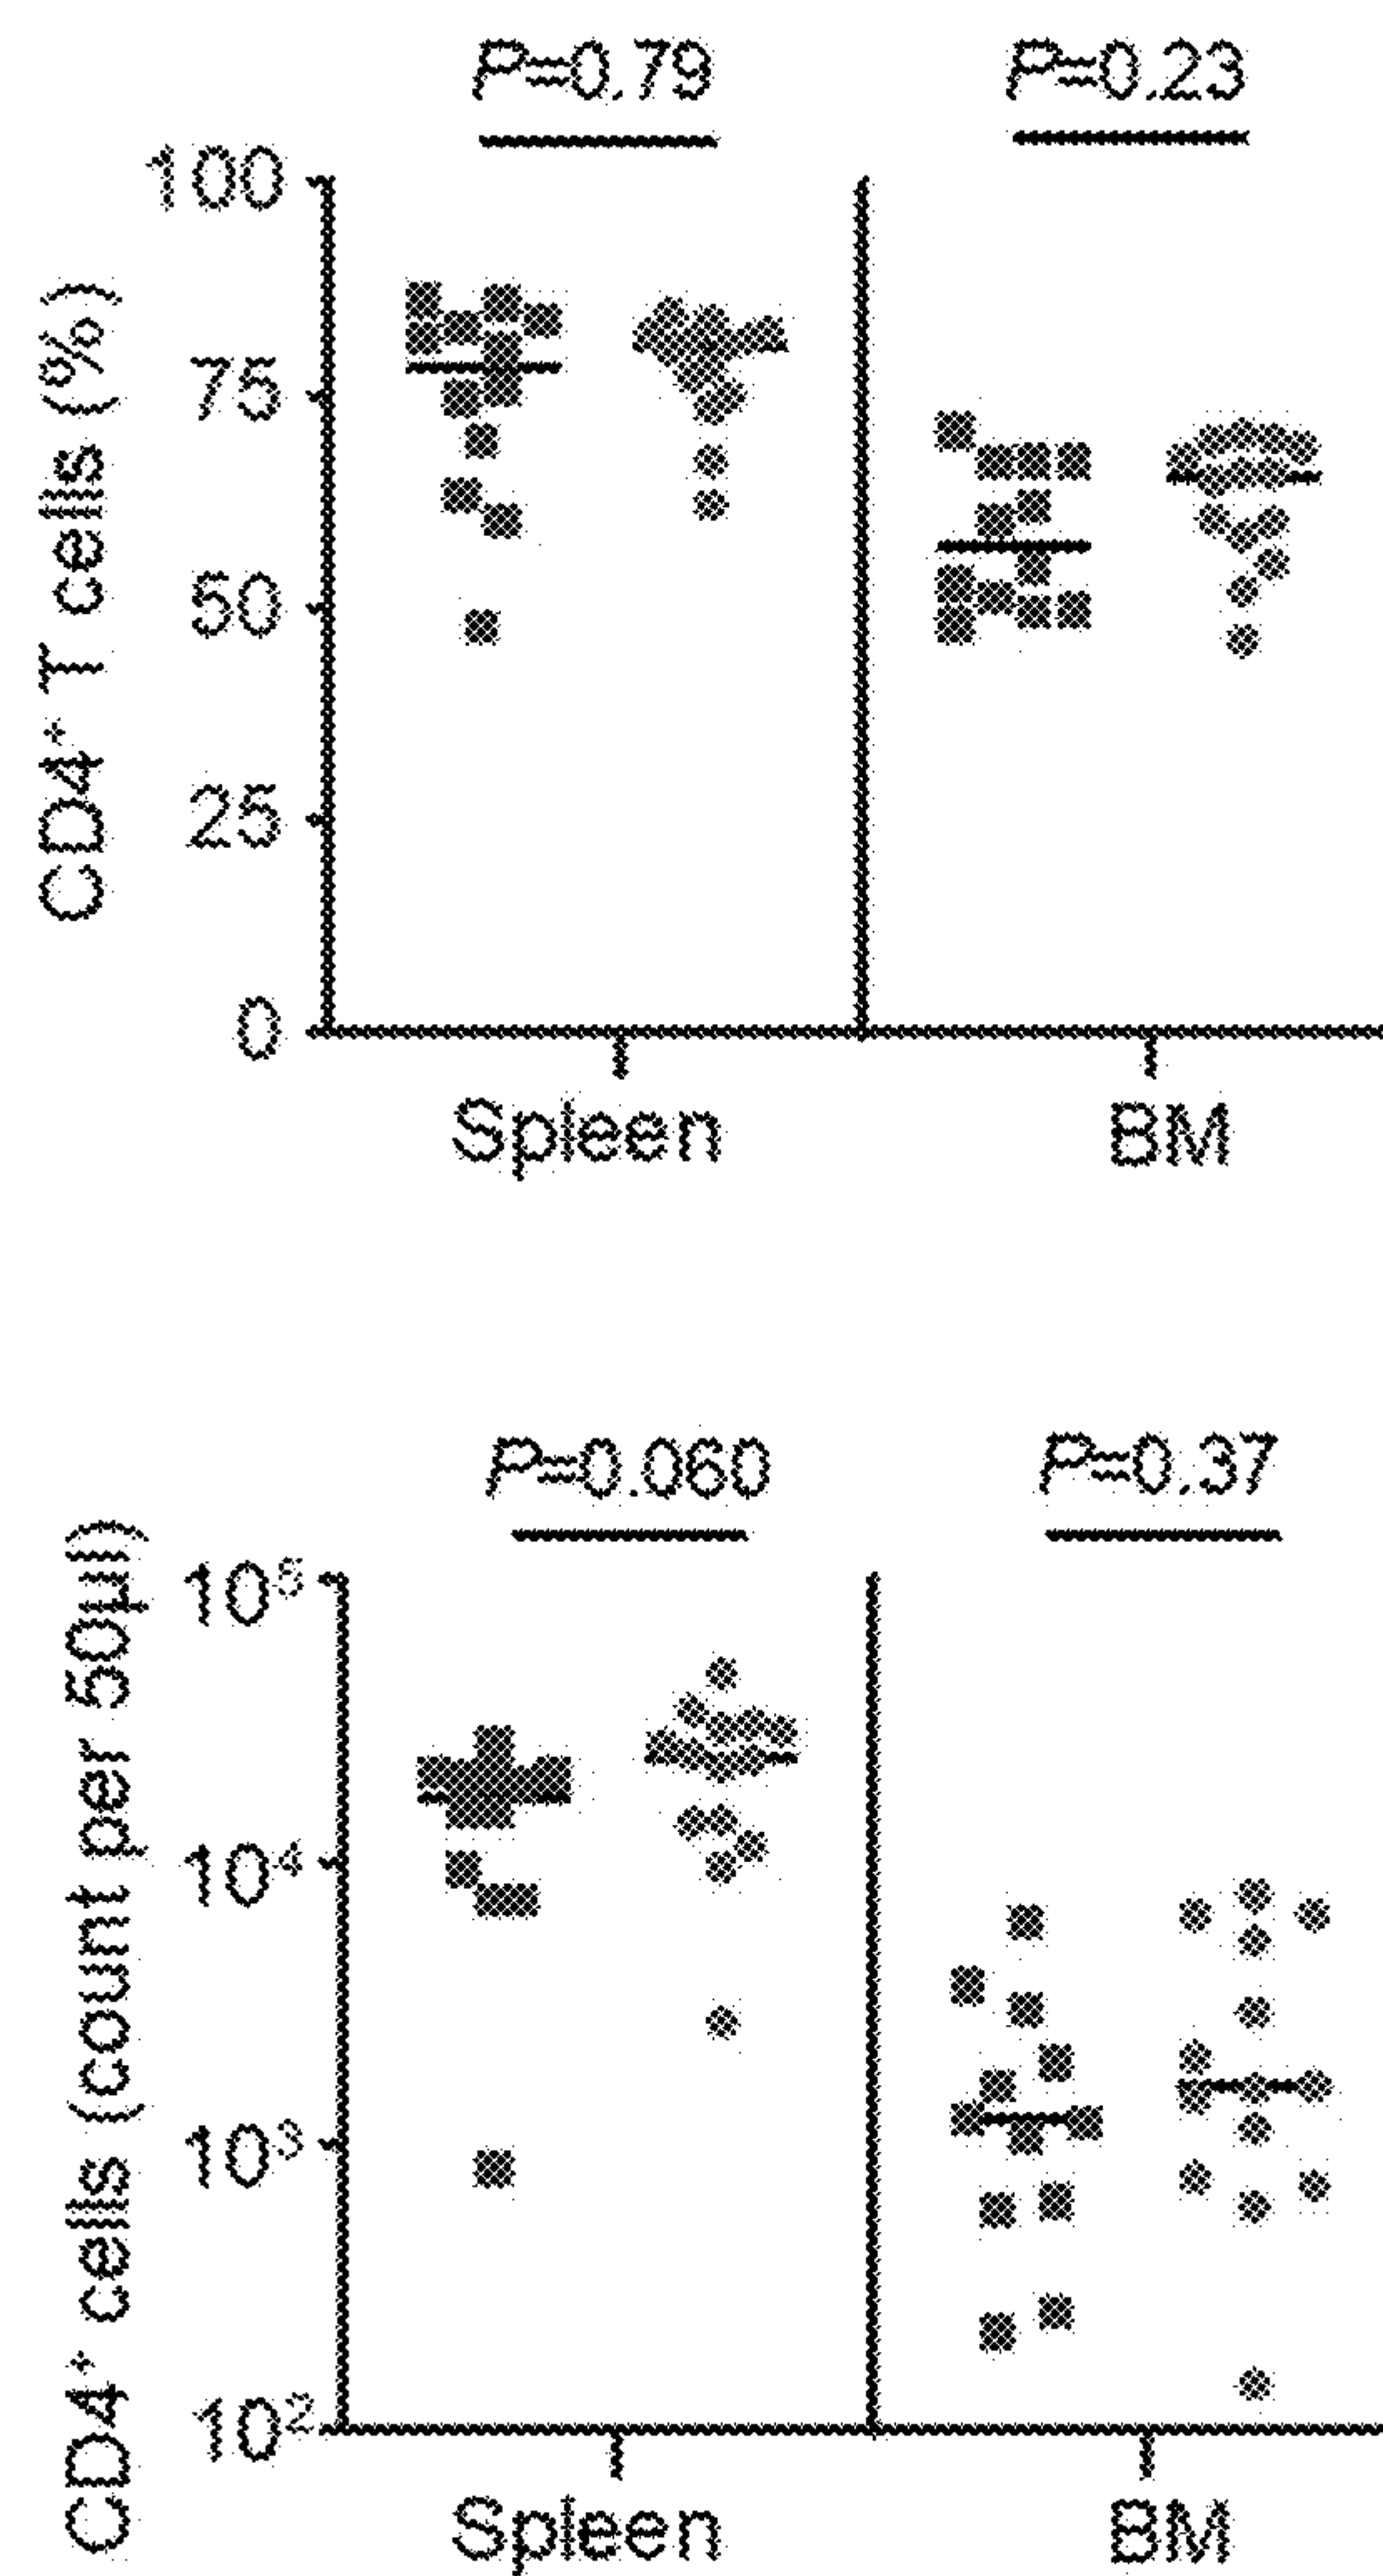 P=0.79 P=0.23
CD4⁺ T cells (%)
100
75
50
25
0
Spleen BM
P=0.060 P=0.37
CD4⁺ cells (count per 50µl)
10⁵
10⁴
10³
10²
Spleen BM